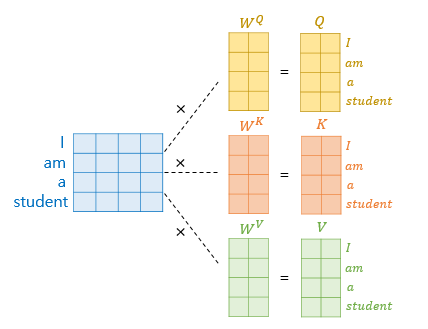 W^Q Q
I
am
a
student
×
=
I
am
a
student
×
W^K K
=
I
am
a
student
×
W^V V
=
I
am
a
student